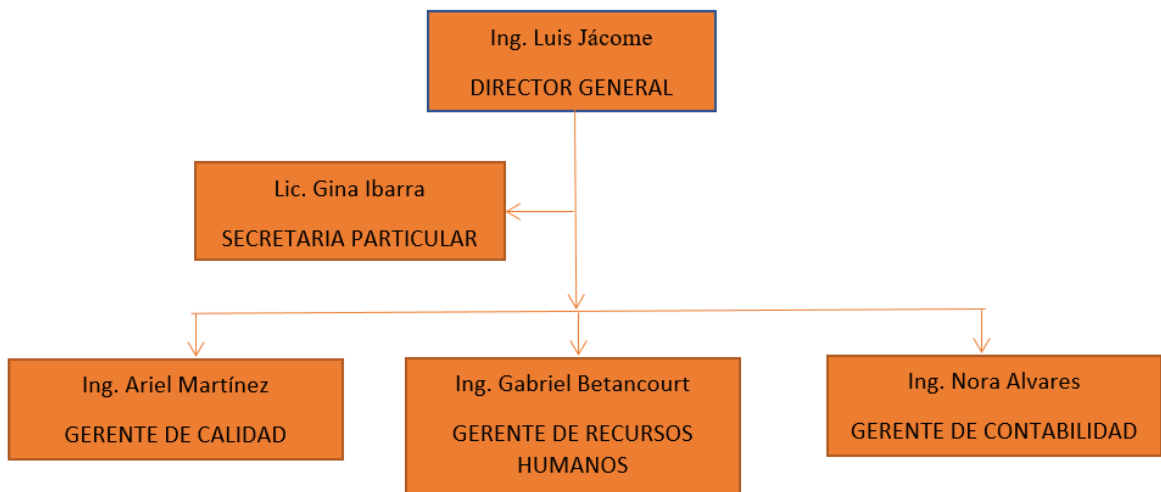 Ing. Luis Jácome
DIRECTOR GENERAL
Lic. Gina Ibarra
SECRETARIA PARTICULAR
Ing. Ariel Martínez
GERENTE DE CALIDAD
Ing. Gabriel Betancourt
GERENTE DE RECURSOS
HUMANOS
Ing. Nora Alvares
GERENTE DE CONTABILIDAD